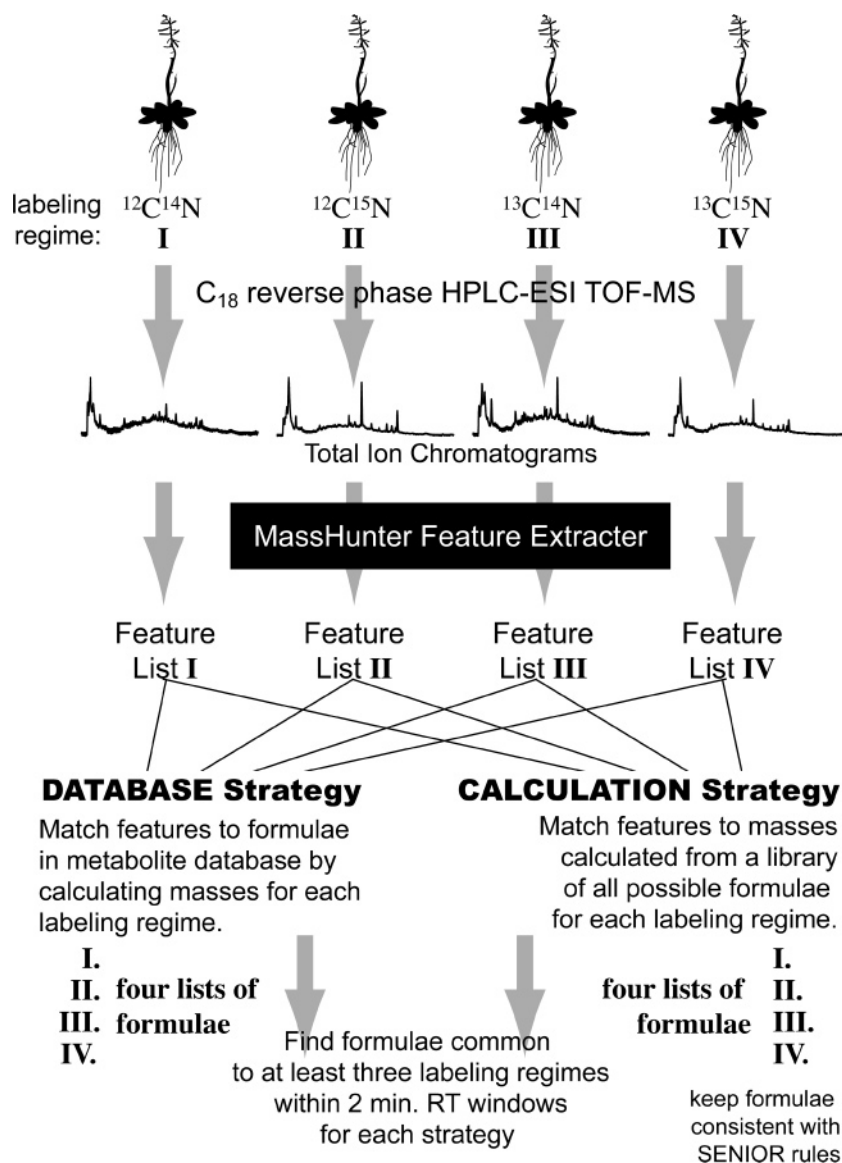 labeling
regime:
¹²C¹⁴N
I
¹²C¹⁵N
II
¹³C¹⁴N
III
¹³C¹⁵N
IV
C₁₈ reverse phase HPLC-ESI TOF-MS
Total Ion Chromatograms
MassHunter Feature Extracter
Feature
List I
Feature
List II
Feature
List III
Feature
List IV
DATABASE Strategy
Match features to formulae
in metabolite database by
calculating masses for each
labeling regime.
I.
II.
III.
IV.
four lists of
formulae
CALCULATION Strategy
Match features to masses
calculated from a library
of all possible formulae
for each labeling regime.
four lists of
formulae
I.
II.
III.
IV.
Find formulae common
to at least three labeling regimes
within 2 min. RT windows
for each strategy
keep formulae
consistent with
SENIOR rules